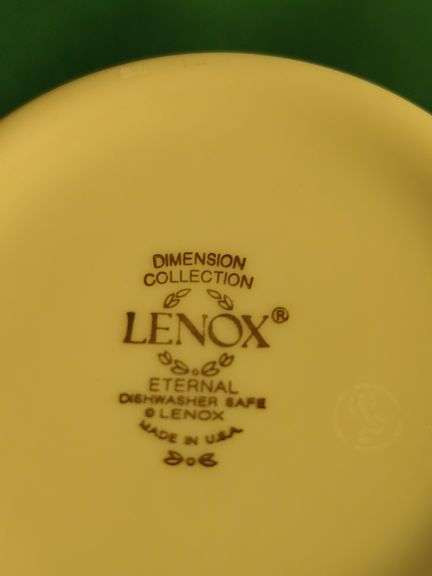 DIMENSION
COLLECTION
LENOX®
ETERNAL
DISHWASHER SAFE
© LENOX
MADE IN U.S.A.